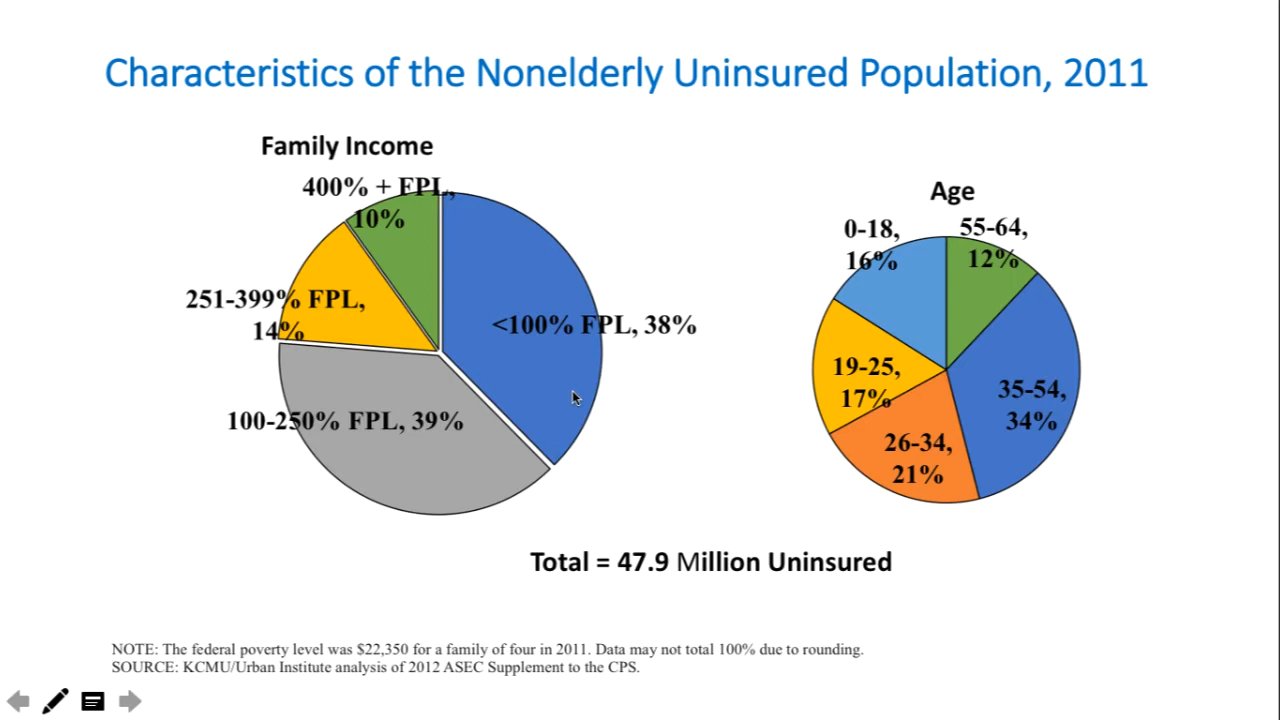 Characteristics of the Nonelderly Uninsured Population, 2011
Family Income
400% + FPL,
10%
251-399% FPL,
14%
<100% FPL, 38%
100-250% FPL, 39%
Age
0-18,
16%
55-64,
12%
19-25,
17%
35-54,
34%
26-34,
21%
Total = 47.9 Million Uninsured
NOTE: The federal poverty level was $22,350 for a family of four in 2011. Data may not total 100% due to rounding.
SOURCE: KCMU/Urban Institute analysis of 2012 ASEC Supplement to the CPS.